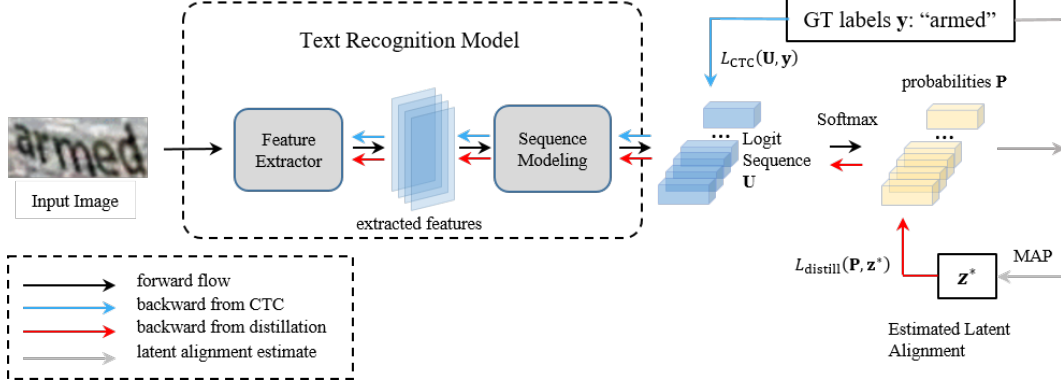 GT labels y: “armed”
Text Recognition Model
L_CTC(U, y)
probabilities P
armed
Feature
Extractor
Sequence
Modeling
...
Logit
Sequence
U
Softmax
...
Input Image
extracted features
L_distill(P, z*)
z*
MAP
Estimated Latent
Alignment
forward flow
backward from CTC
backward from distillation
latent alignment estimate